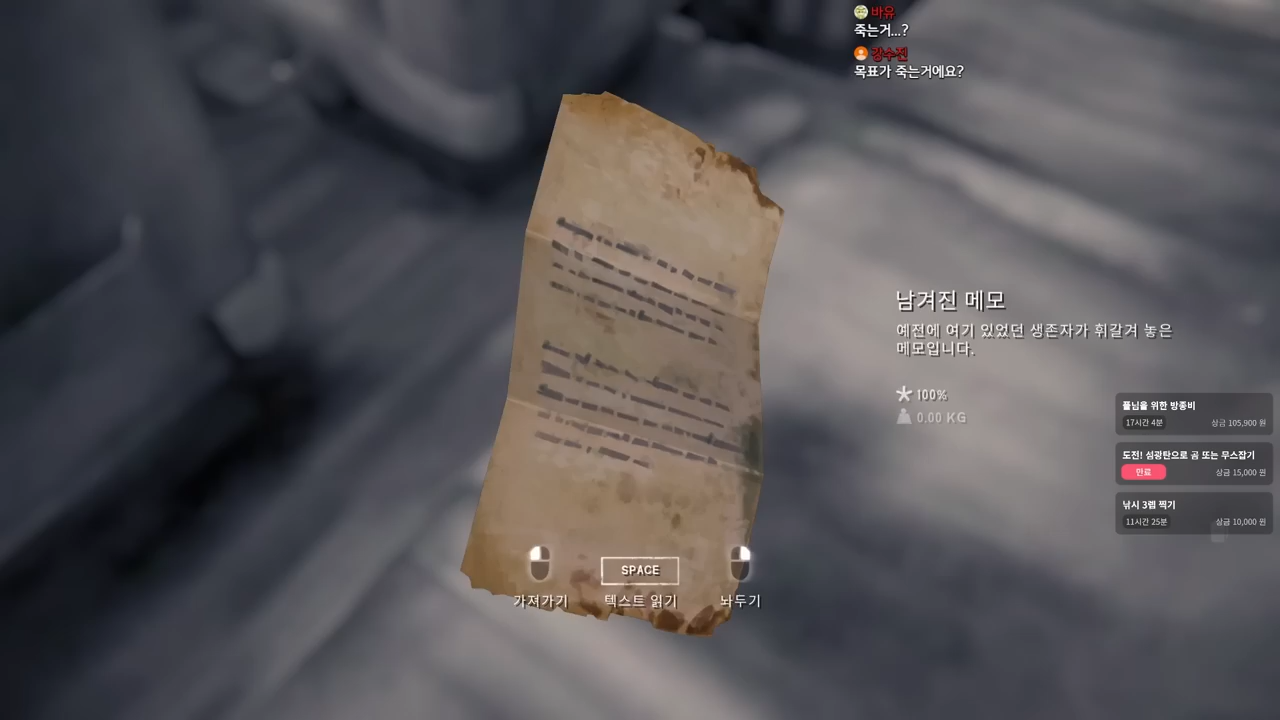 바유
죽는거...?
강수진
목표가 죽는거에요?
남겨진 메모
예전에 여기 있었던 생존자가 휘갈겨 놓은
메모입니다.
100%
0.00 KG
풀님을 위한 방종비
17시간 4분 상금 105,900 원
도전! 섬광탄으로 곰 또는 무스잡기
만료 상금 15,000 원
낚시 3렙 찍기
11시간 25분 상금 10,000 원
SPACE
가져가기 텍스트 읽기 놔두기